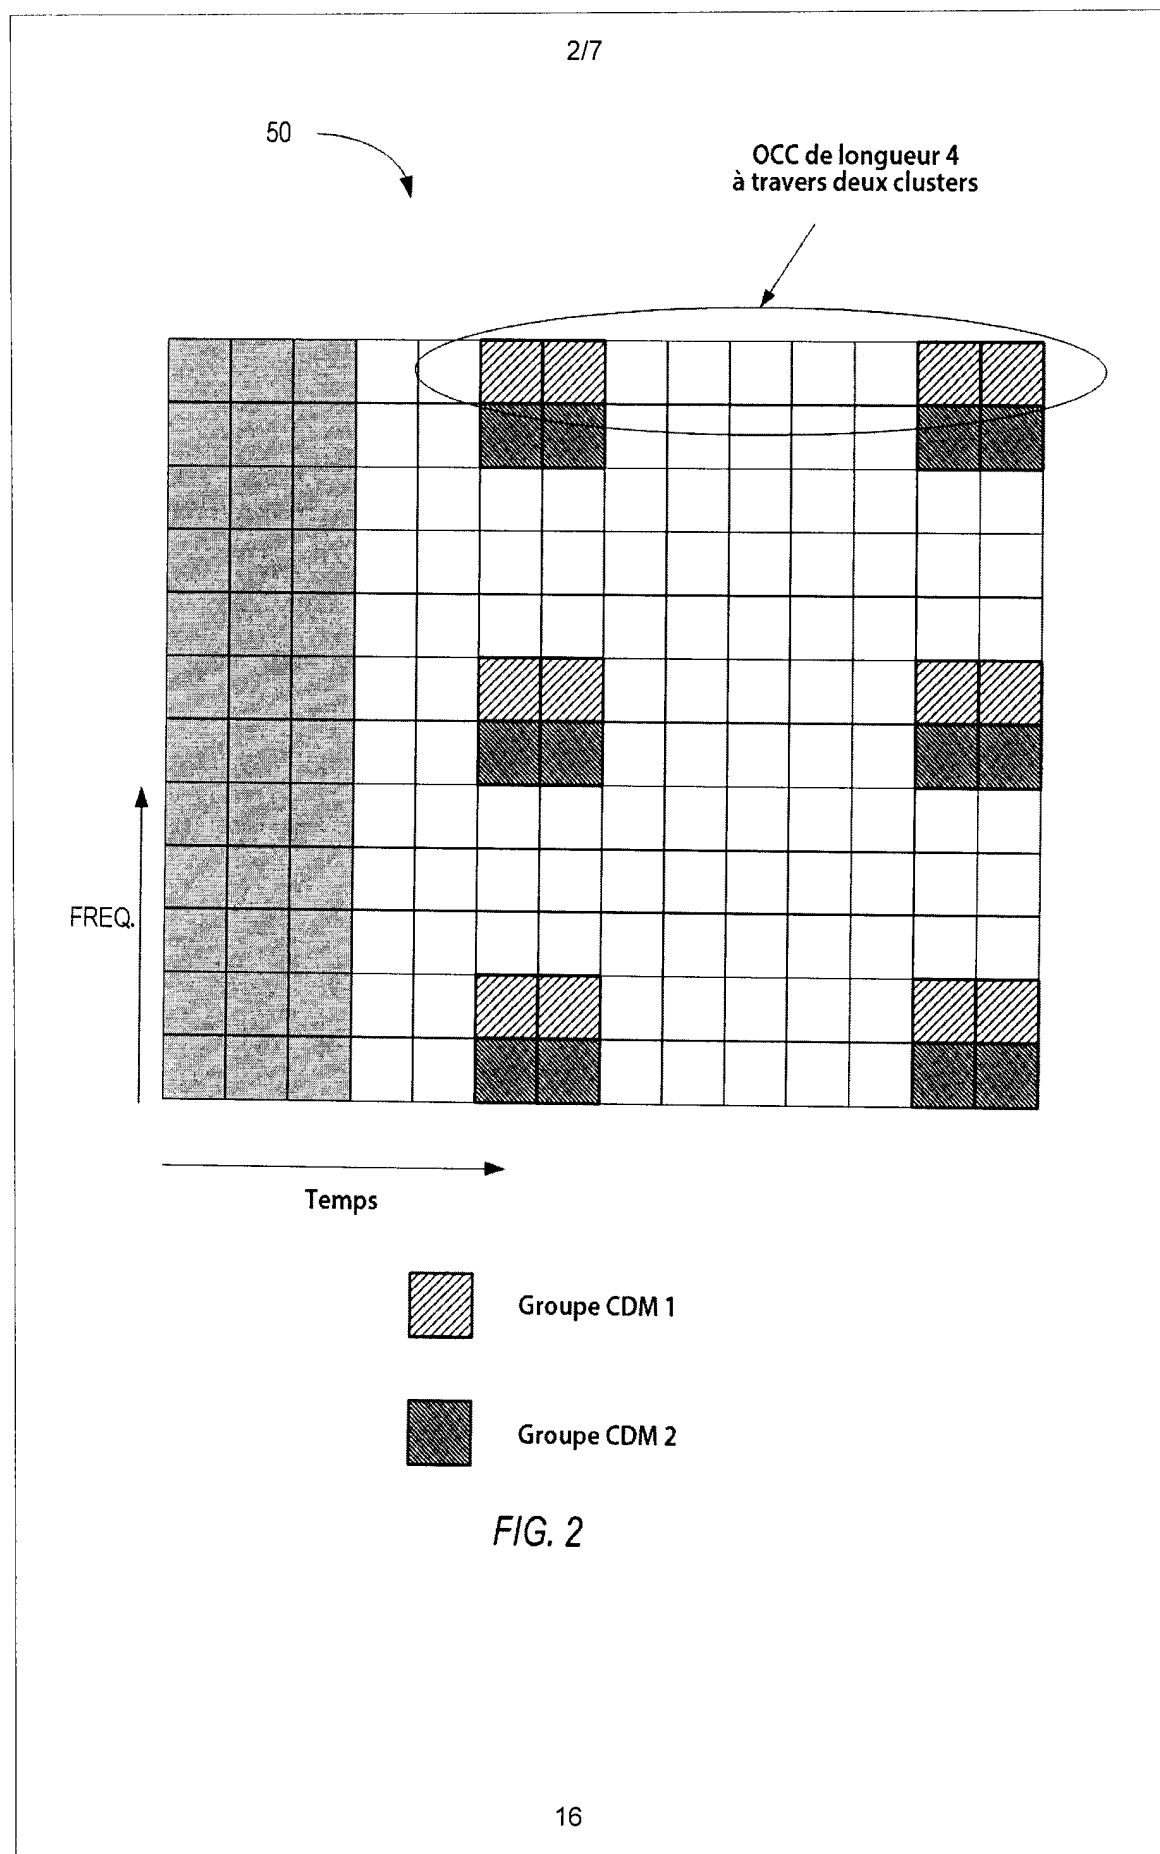 2/7
50
OCC de longueur 4
à travers deux clusters
FREQ.
Temps
Groupe CDM 1
Groupe CDM 2
FIG. 2
16